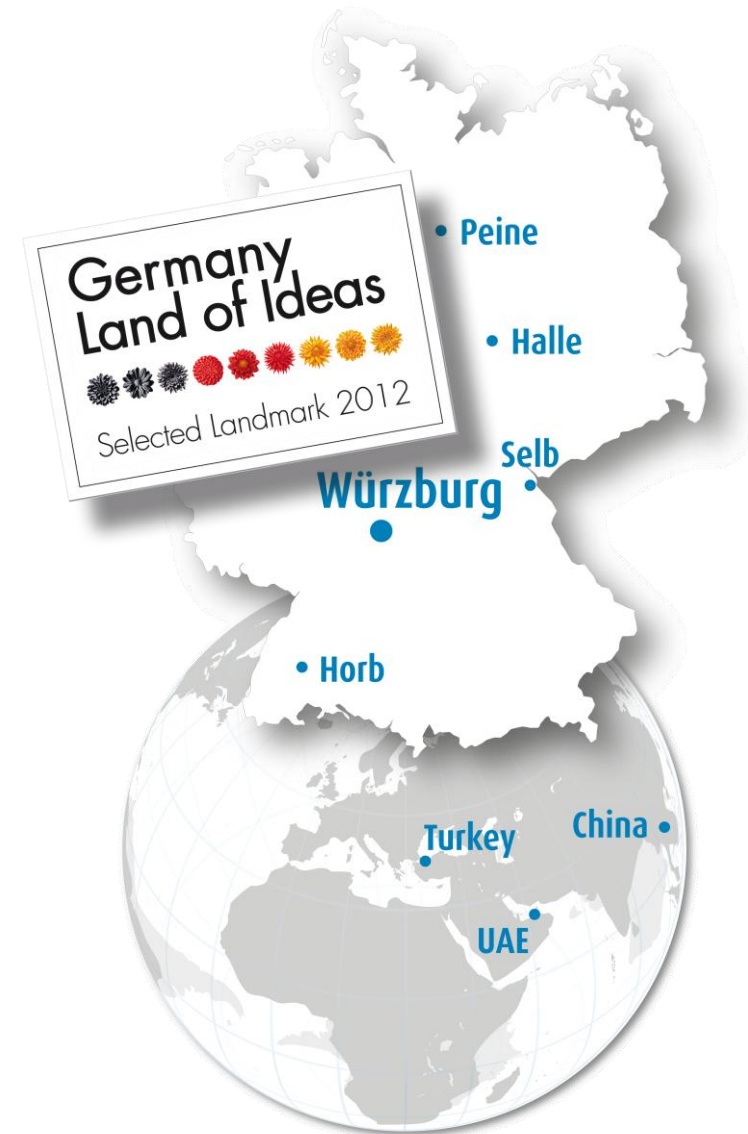 Germany
Land of Ideas
Selected Landmark 2012
Peine
Halle
Selb
Würzburg
Horb
Turkey
China
UAE